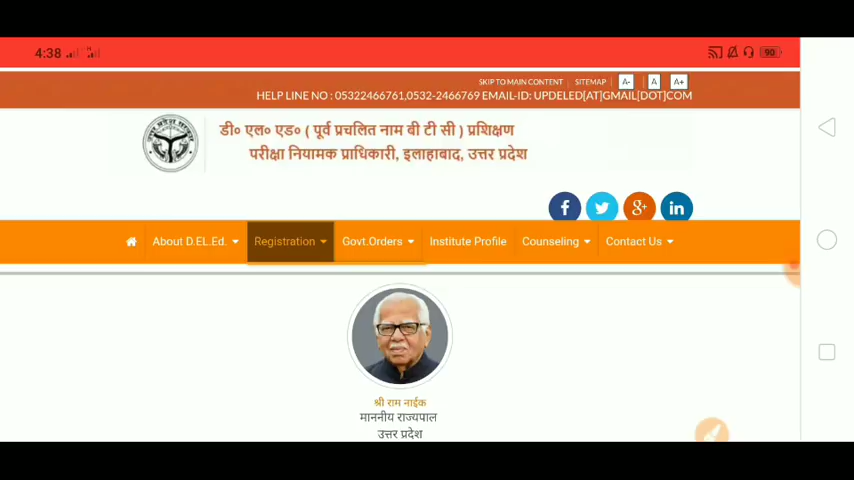 4:38
90
SKIP TO MAIN CONTENT SITEMAP A- A A+
HELP LINE NO : 05322466761,0532-2466769 EMAIL-ID: UPDELED[AT]GMAIL[DOT]COM
डी० एल० एड० ( पूर्व प्रचलित नाम बी टी सी ) प्रशिक्षण
परीक्षा नियामक प्राधिकारी, इलाहाबाद, उत्तर प्रदेश
f g+ in
About D.EL.Ed. Registration Govt.Orders Institute Profile Counseling Contact Us
श्री राम नाईक
माननीय राज्यपाल
उत्तर प्रदेश